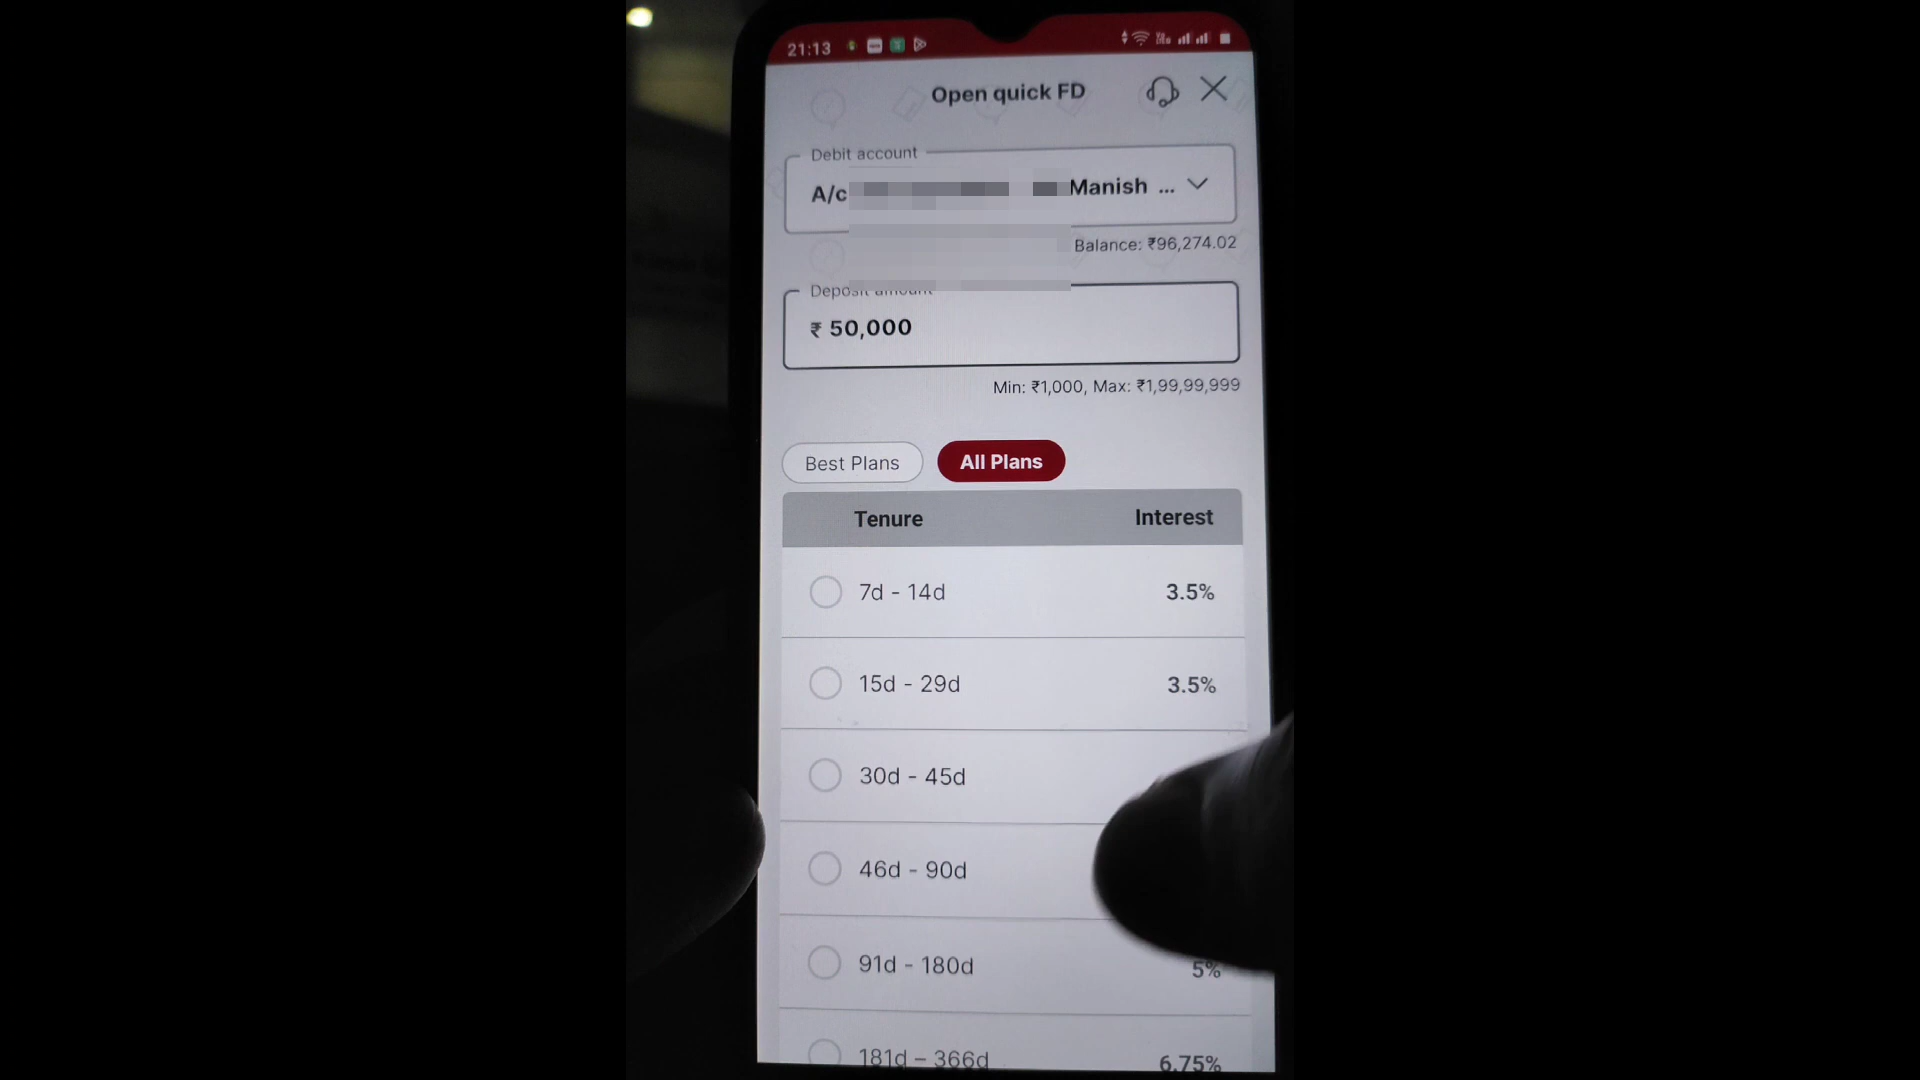 21:13
Open quick FD
Debit account
A/c Manish ...
Balance: ₹96,274.02
Deposit amount
₹ 50,000
Min: ₹1,000, Max: ₹1,99,99,999
Best Plans All Plans
Tenure Interest
7d - 14d 3.5%
15d - 29d 3.5%
30d - 45d
46d - 90d
91d - 180d 5%
181d - 366d 6.75%